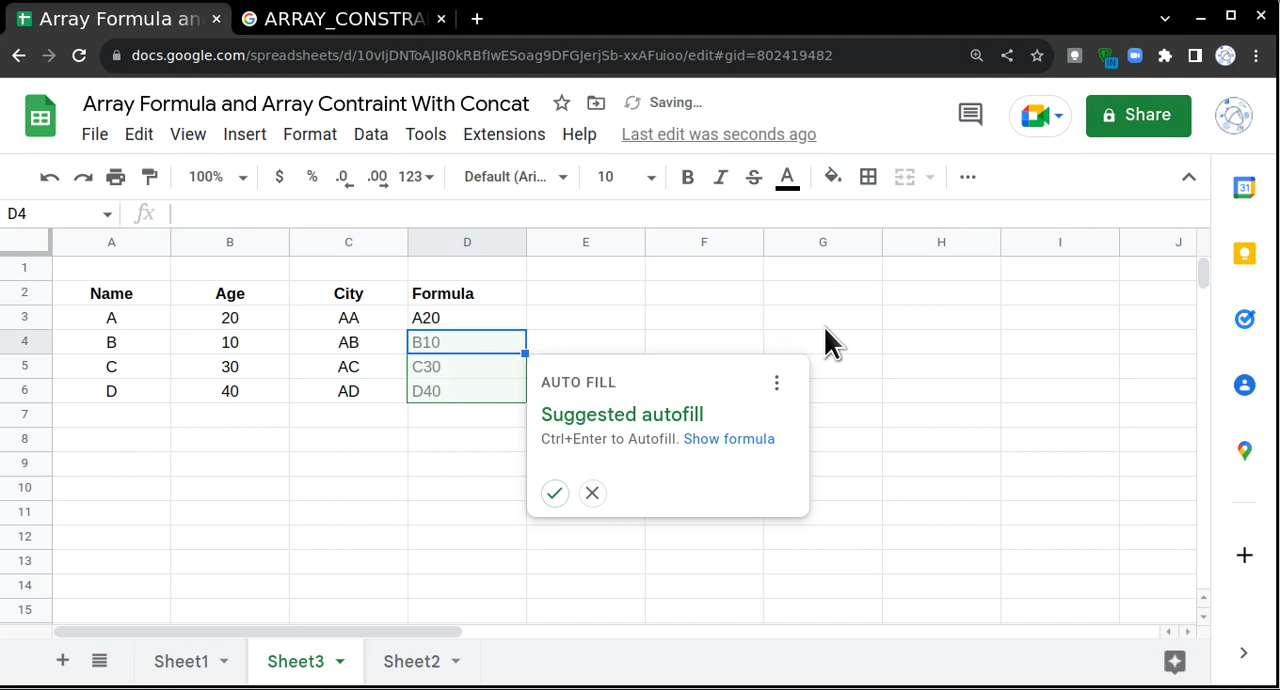 Array Formula an
ARRAY_CONSTRA
docs.google.com/spreadsheets/d/10vIjDNToAJI80kRBfIwESoag9DFGJerjSb-xxAFuioo/edit#gid=802419482
IN
Array Formula and Array Contraint With Concat
Saving...
File Edit View Insert Format Data Tools Extensions Help Last edit was seconds ago
Share
100% $ % .0 .00 123 Default (Ari... 10 B I S A
31
D4 fx
A B C D E F G H I J
1
2 Name Age City Formula
3 A 20 AA A20
4 B 10 AB B10
5 C 30 AC C30
6 D 40 AD D40
AUTO FILL
Suggested autofill
Ctrl+Enter to Autofill. Show formula
7
8
9
10
11
12
13
14
15
Sheet1 Sheet3 Sheet2